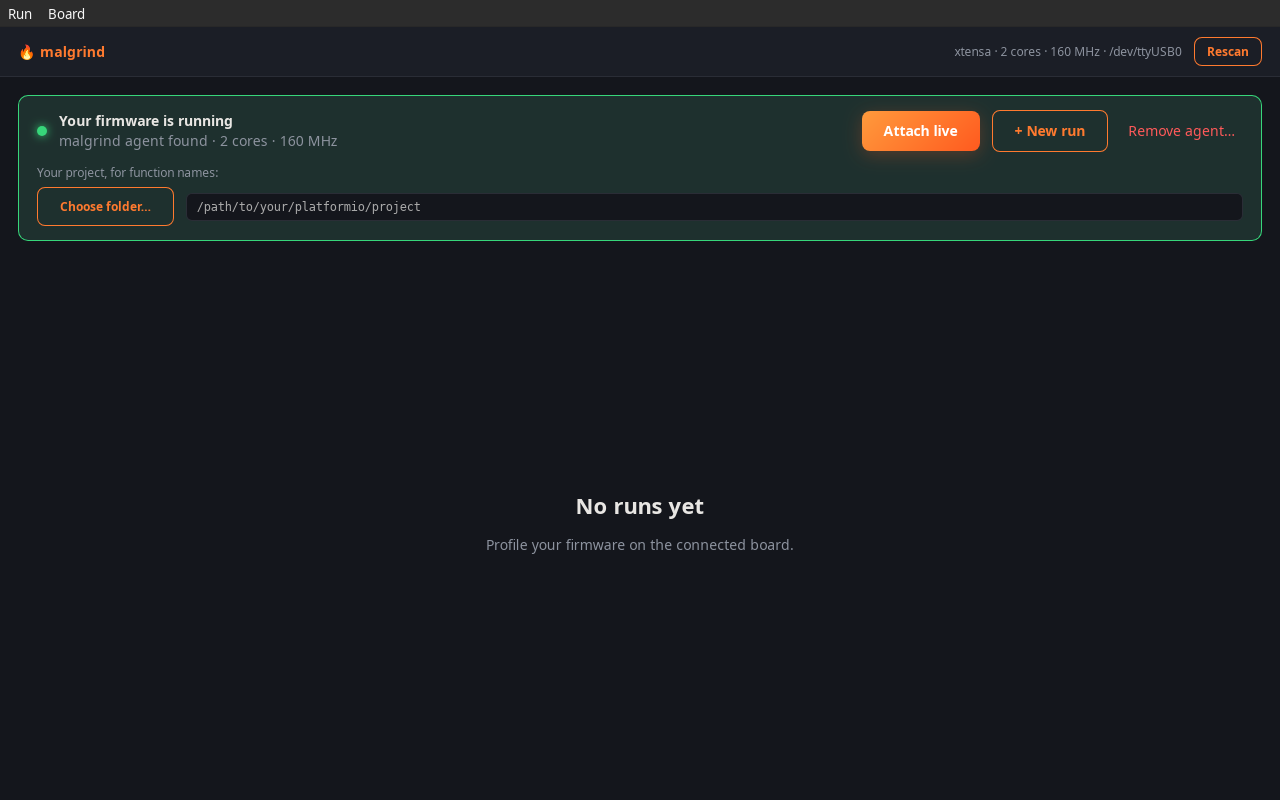 Run Board
🔥 malgrind
xtensa · 2 cores · 160 MHz · /dev/ttyUSB0
Rescan
Your firmware is running
malgrind agent found · 2 cores · 160 MHz
Attach live
+ New run
Remove agent...
Your project, for function names:
Choose folder...
/path/to/your/platformio/project
No runs yet
Profile your firmware on the connected board.